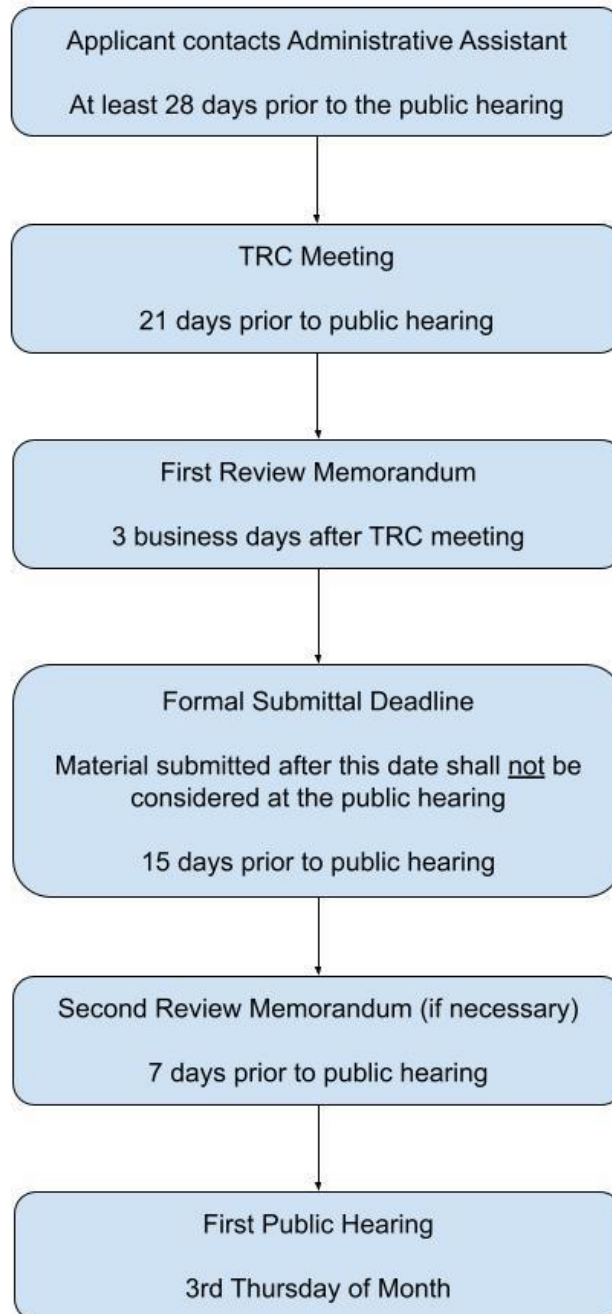 Applicant contacts Administrative Assistant
At least 28 days prior to the public hearing
TRC Meeting
21 days prior to public hearing
First Review Memorandum
3 business days after TRC meeting
Formal Submittal Deadline
Material submitted after this date shall not be
considered at the public hearing
15 days prior to public hearing
Second Review Memorandum (if necessary)
7 days prior to public hearing
First Public Hearing
3rd Thursday of Month